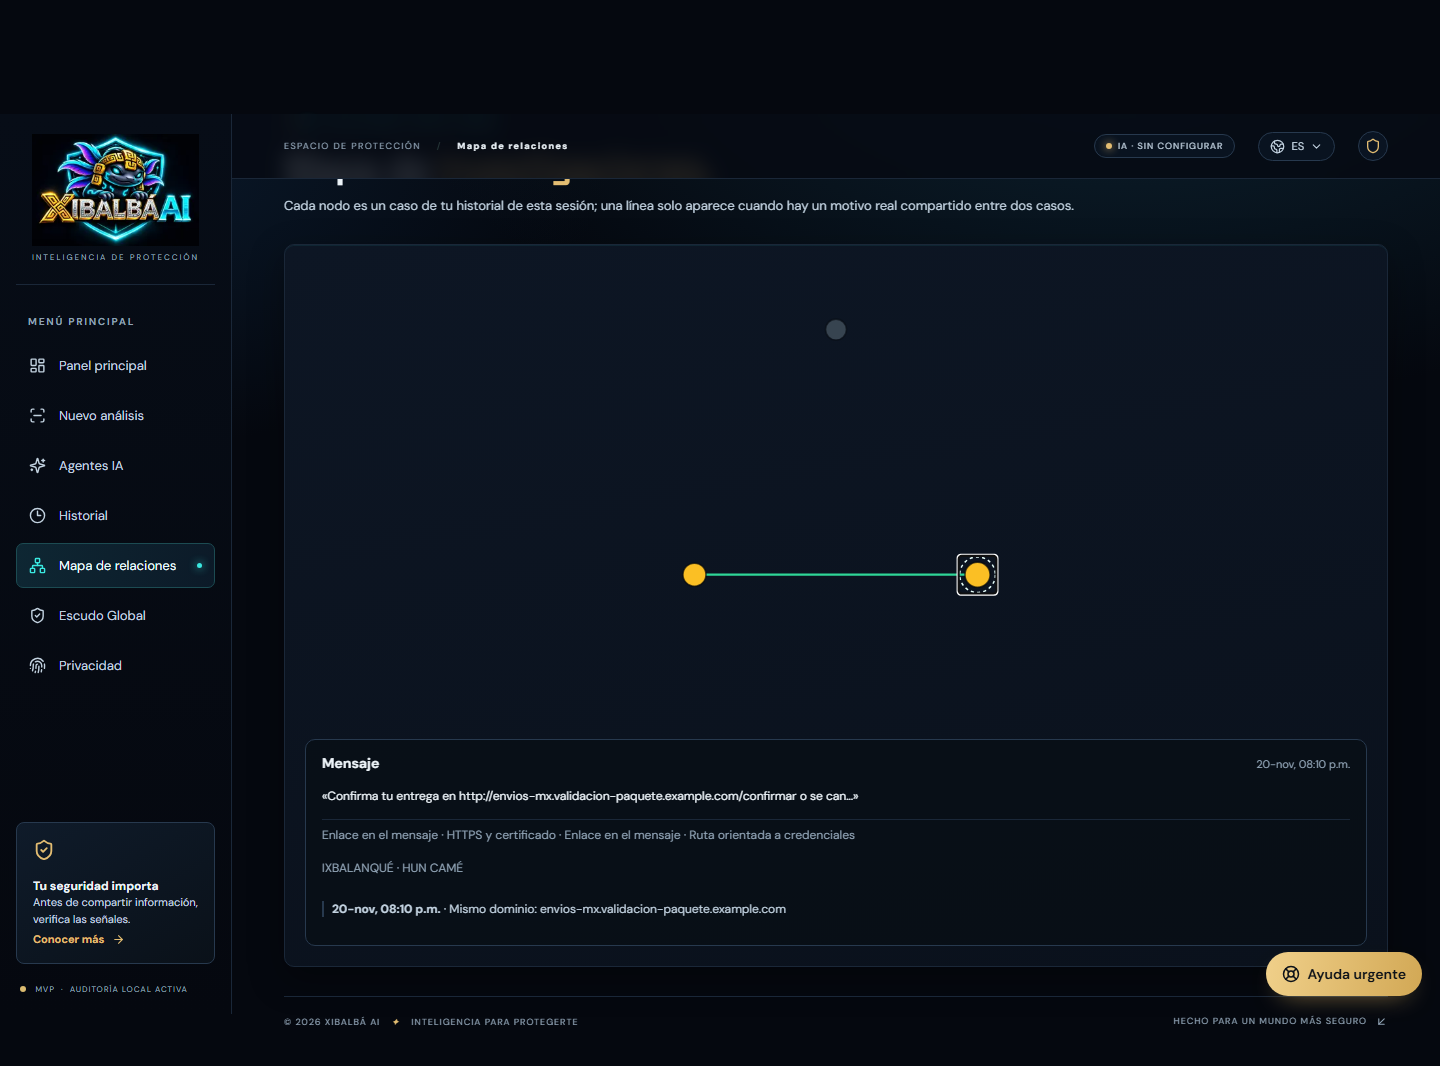 XIBALBÁ AI
INTELIGENCIA DE PROTECCIÓN
MENÚ PRINCIPAL
Panel principal
Nuevo análisis
Agentes IA
Historial
Mapa de relaciones
Escudo Global
Privacidad
Tu seguridad importa
Antes de compartir información,
verifica las señales.
Conocer más
MVP · AUDITORÍA LOCAL ACTIVA
ESPACIO DE PROTECCIÓN / Mapa de relaciones
IA · SIN CONFIGURAR
ES
Cada nodo es un caso de tu historial de esta sesión; una línea solo aparece cuando hay un motivo real compartido entre dos casos.
Mensaje
20-nov, 08:10 p.m.
«Confirma tu entrega en http://envios-mx.validacion-paquete.example.com/confirmar o se can…»
Enlace en el mensaje · HTTPS y certificado · Enlace en el mensaje · Ruta orientada a credenciales
IXBALANQUÉ · HUN CAMÉ
20-nov, 08:10 p.m. · Mismo dominio: envios-mx.validacion-paquete.example.com
Ayuda urgente
© 2026 XIBALBÁ AI ✦ INTELIGENCIA PARA PROTEGERTE
HECHO PARA UN MUNDO MÁS SEGURO